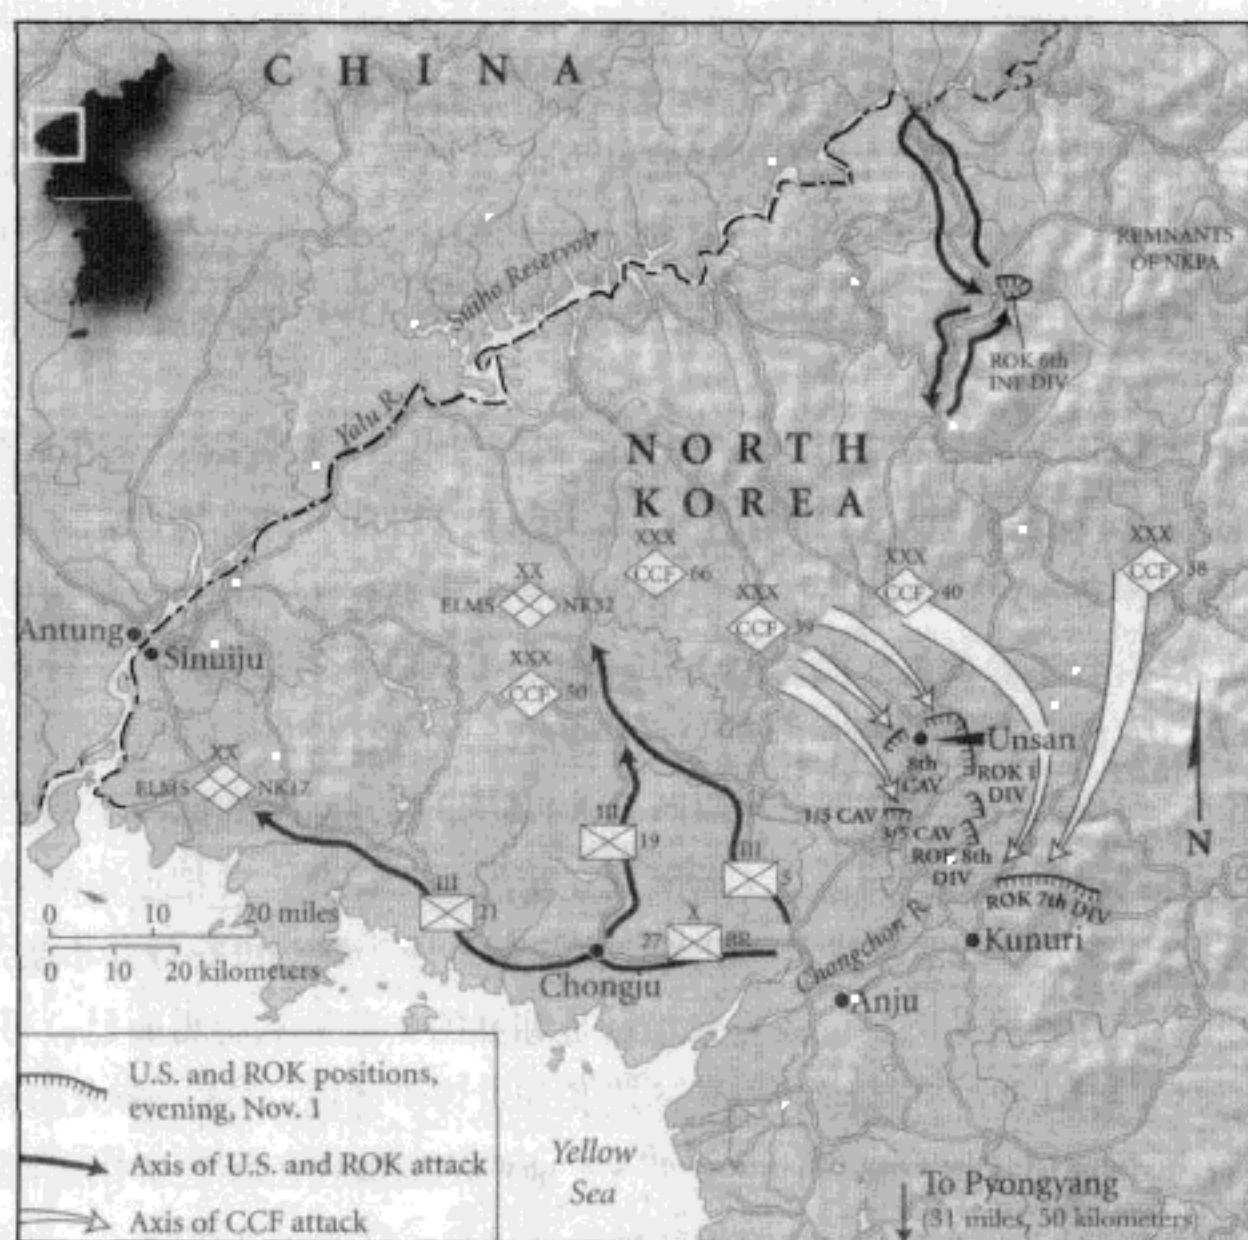 CHINA
Suiho Reservoir
Yalu R.
REMNANTS
OF NKPA
ROK 6th
INF DIV
NORTH
KOREA
XXX
CCF 66
XX
ELMS NK32
XXX
CCF 39
XXX
CCF 40
XXX
CCF 38
Antung
Sinuiju
XXX
CCF 50
XX
ELMS NK17
Unsan
8th
CAV
ROK 1
DIV
1/5 CAV
3/5 CAV
ROK 8th
DIV
ROK 7th DIV
III
19
III
5
III
21
X
27 BR
N
0 10 20 miles
0 10 20 kilometers
Chongju
Chongchon R.
Kunuri
Anju
U.S. and ROK positions,
evening, Nov. 1
Axis of U.S. and ROK attack
Axis of CCF attack
Yellow
Sea
To Pyongyang
(31 miles, 50 kilometers)